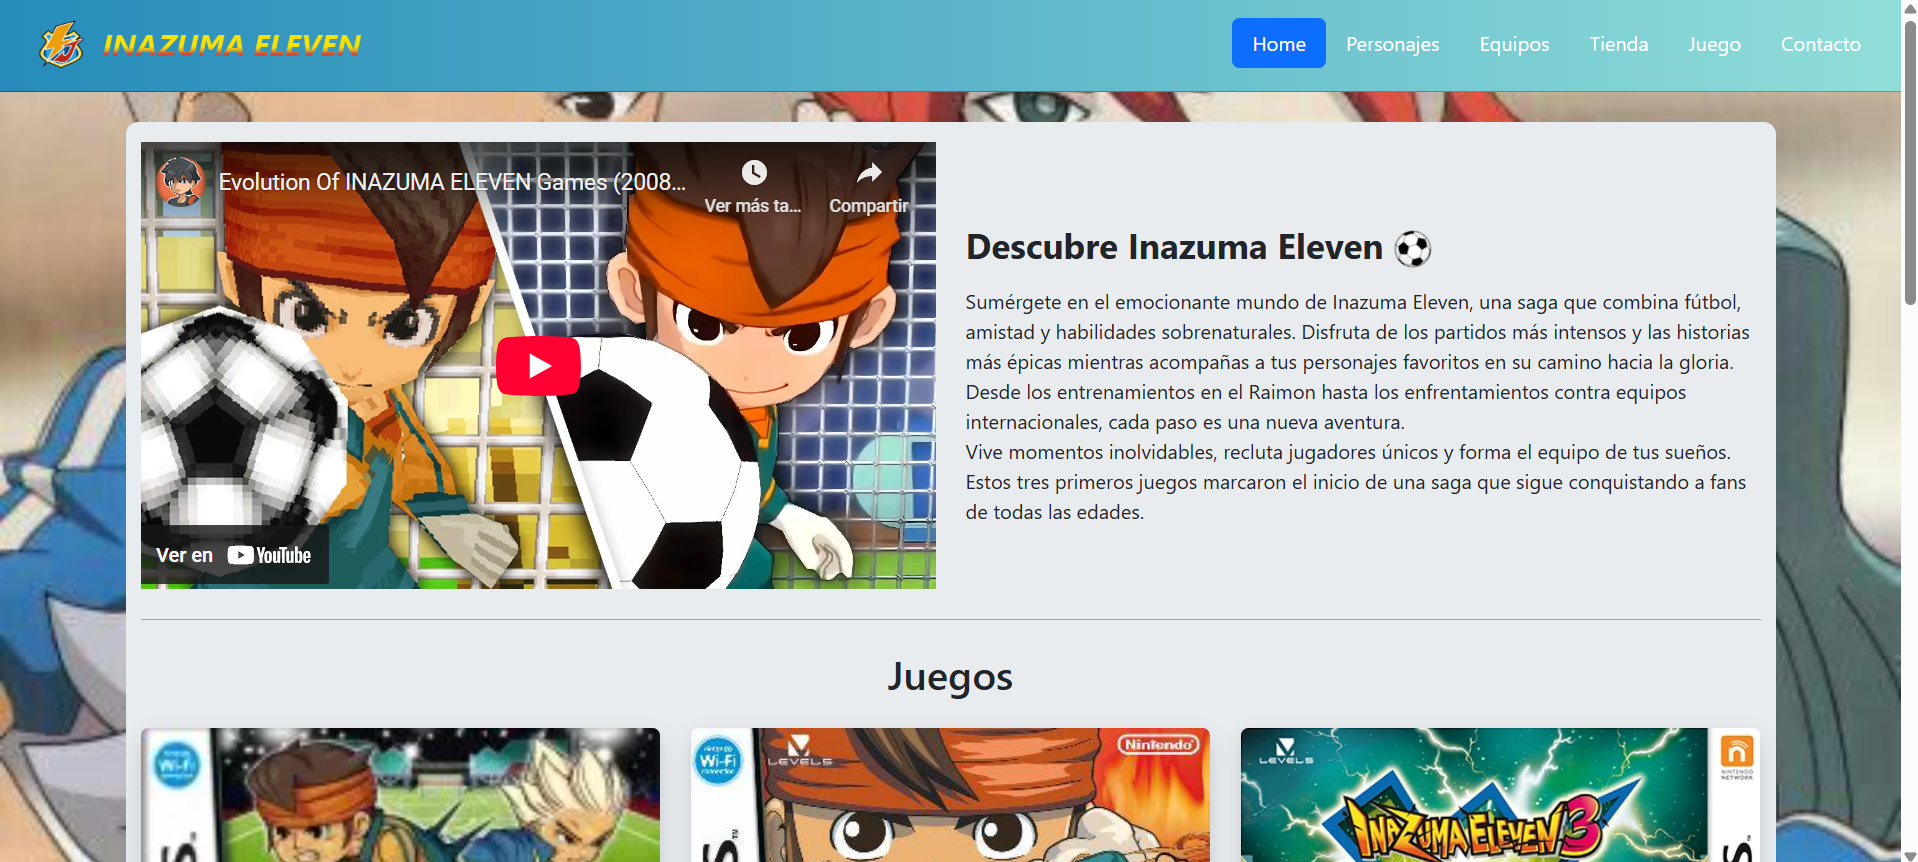 INAZUMA ELEVEN
Home Personajes Equipos Tienda Juego Contacto
Evolution Of INAZUMA ELEVEN Games (2008...
Ver más ta...
Compartir
Ver en YouTube
Descubre Inazuma Eleven
Sumérgete en el emocionante mundo de Inazuma Eleven, una saga que combina fútbol,
amistad y habilidades sobrenaturales. Disfruta de los partidos más intensos y las historias
más épicas mientras acompañas a tus personajes favoritos en su camino hacia la gloria.
Desde los entrenamientos en el Raimon hasta los enfrentamientos contra equipos
internacionales, cada paso es una nueva aventura.
Vive momentos inolvidables, recluta jugadores únicos y forma el equipo de tus sueños.
Estos tres primeros juegos marcaron el inicio de una saga que sigue conquistando a fans
de todas las edades.
Juegos
Wi-Fi
Nintendo
Wi-Fi
connection
LEVEL5
Nintendo
LEVEL5
INAZUMA ELEVEN 3
NINTENDO
NETWORK